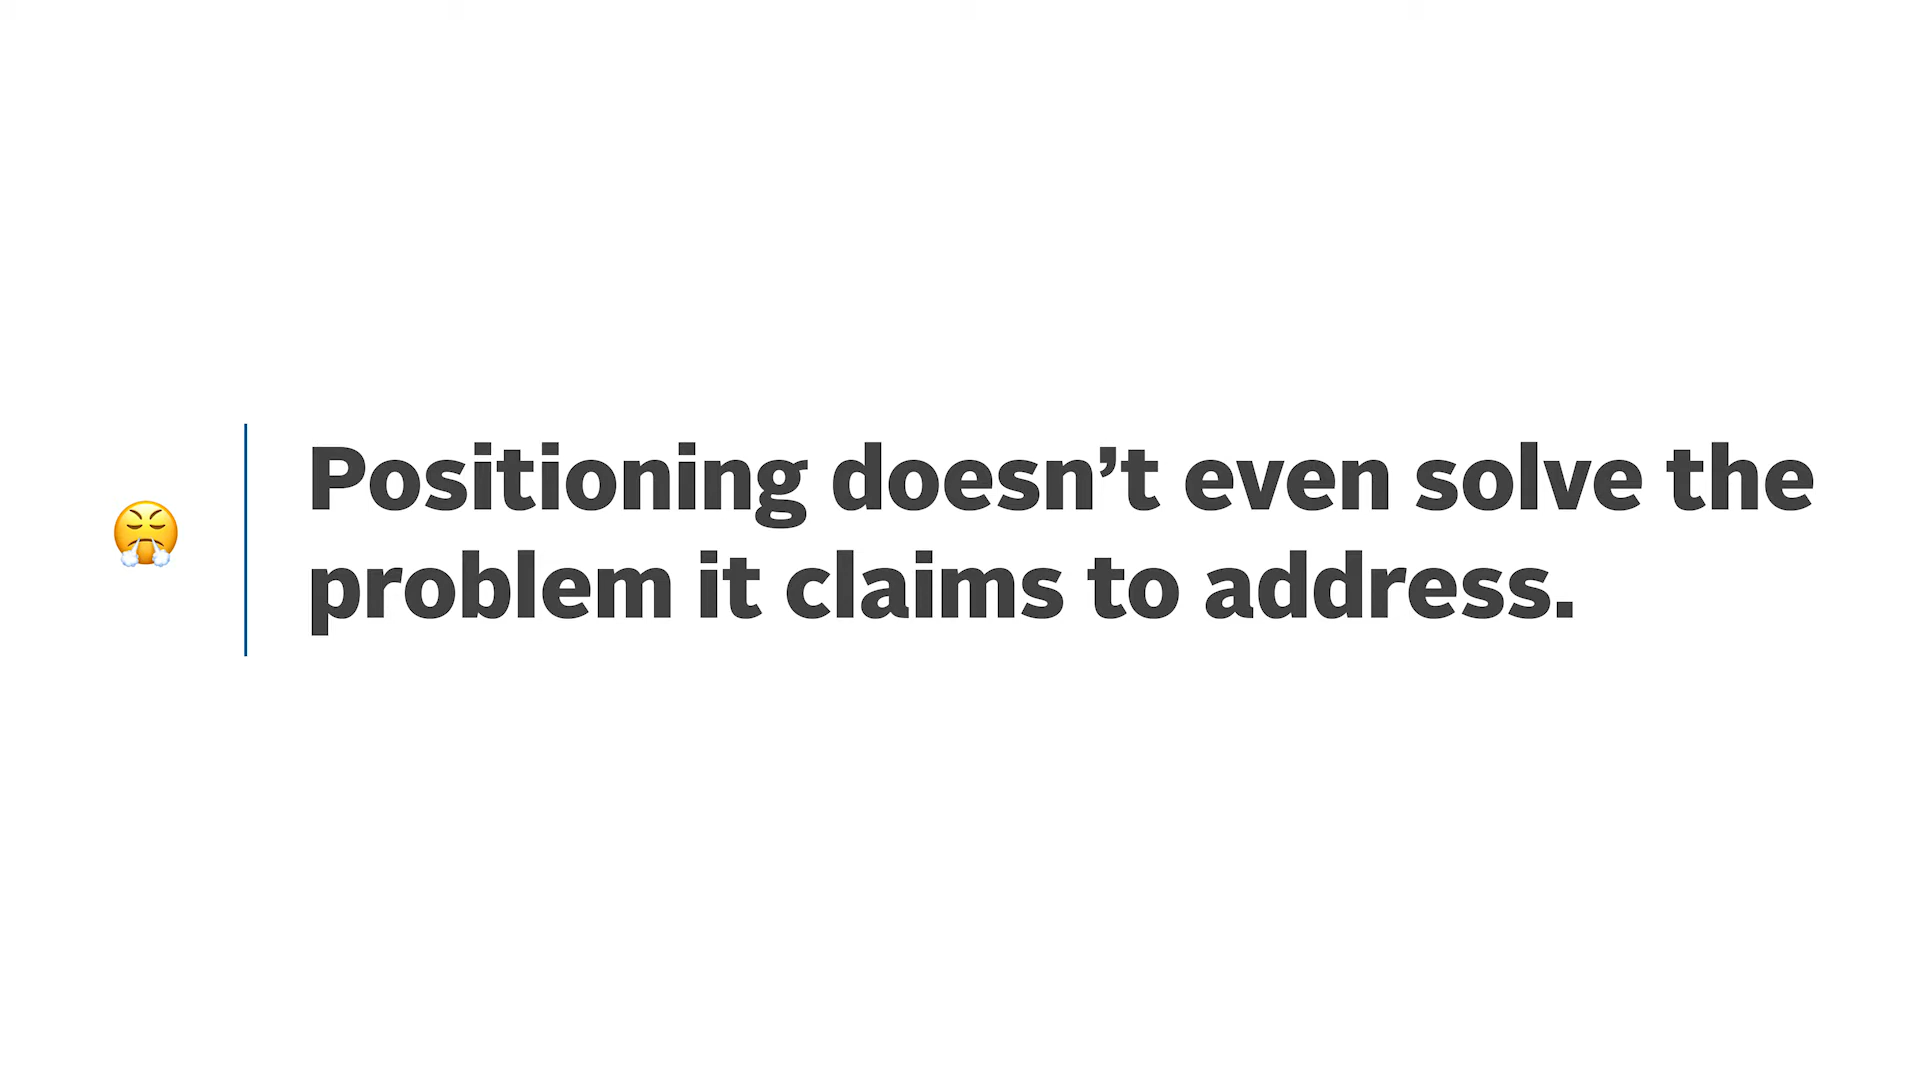 Positioning doesn’t even solve the
problem it claims to address.